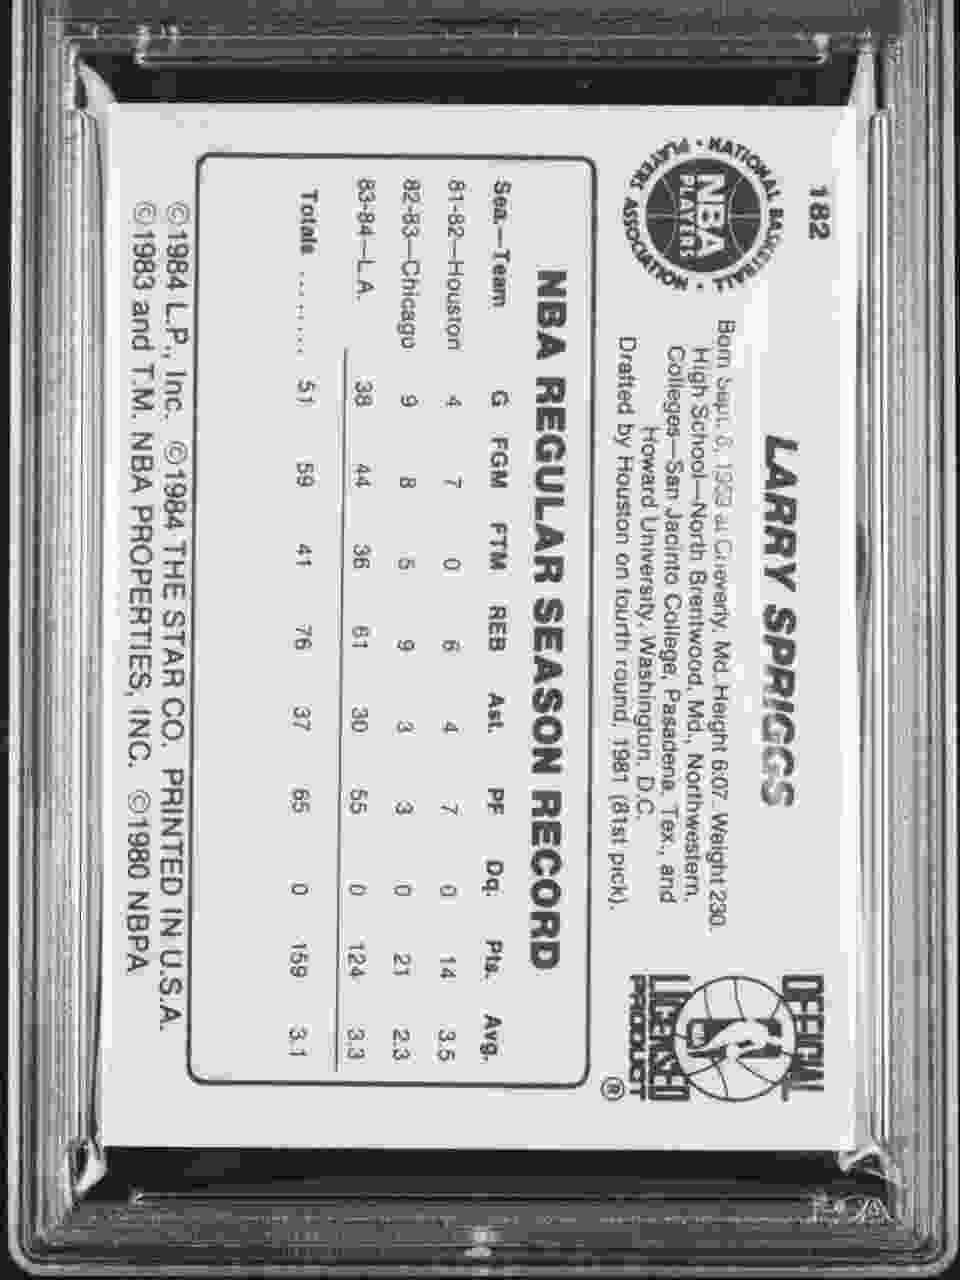 182
LARRY SPRIGGS
NATIONAL BASKETBALL PLAYERS ASSOCIATION
NBA
PLAYERS
Born Sept. 6, at Cheverly, Md. Height 6:07. Weight 230.
High School—North Brentwood, Md., Northwestern.
Colleges—San Jacinto College, Pasadena, Tex., and
Howard University, Washington, D.C.
Drafted by Houston on fourth round, 1981 (81st pick).
OFFICIAL
LICENSED
PRODUCT
®
NBA REGULAR SEASON RECORD
Sea.—Team G FGM FTM REB Ast. PF Dq. Pts. Avg.
81-82—Houston 4 7 0 6 4 7 0 14 3.5
82-83—Chicago 9 8 5 9 3 3 0 21 2.3
83-84—L.A. 38 44 36 61 30 55 0 124 3.3
Totals ........ 51 59 41 76 37 65 0 159 3.1
©1984 L.P., Inc. ©1984 THE STAR CO. PRINTED IN U.S.A.
©1983 and T.M. NBA PROPERTIES, INC. ©1980 NBPA